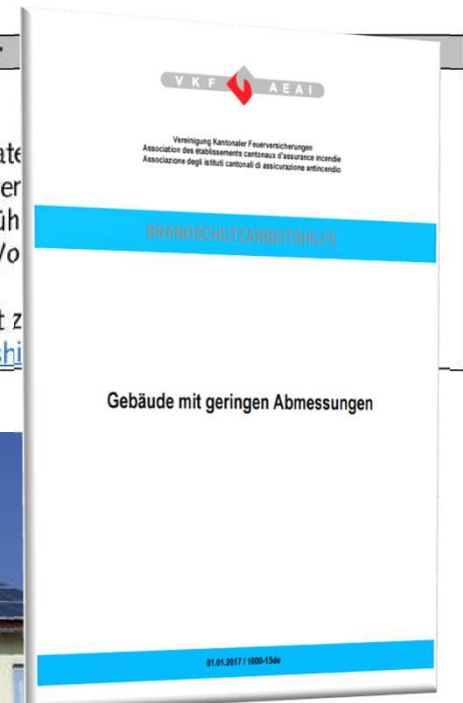 VKF AEAI
Vereinigung Kantonaler Feuerversicherungen
Association des établissements cantonaux d'assurance incendie
Associazione degli istituti cantonali di assicurazione antincendio
BRANDSCHUTZARBEITSHILFE
Gebäude mit geringen Abmessungen
01.01.2017 / 1000-15de